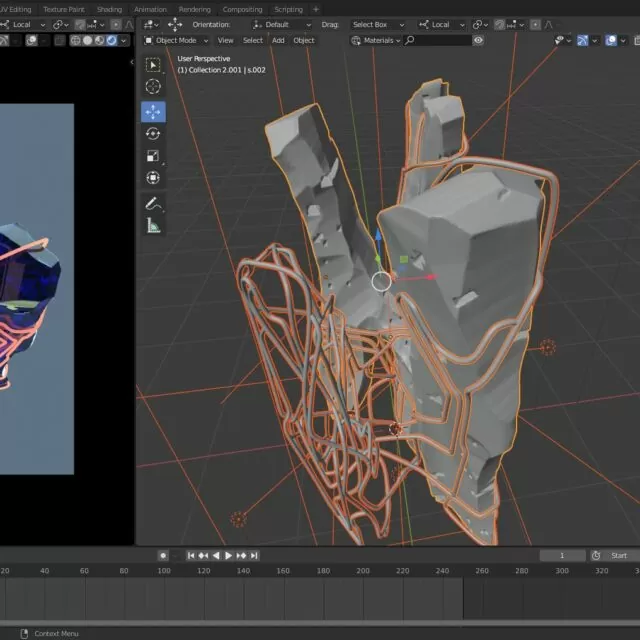 UV Editing Texture Paint Shading Animation Rendering Compositing Scripting +
Local Orientation: Default Drag: Select Box Local
Object Mode View Select Add Object Materials
User Perspective
(1) Collection 2.001 | s.002
1 Start
20 40 60 80 100 120 140 160 180 200 220 240 260 280 300 320
Context Menu